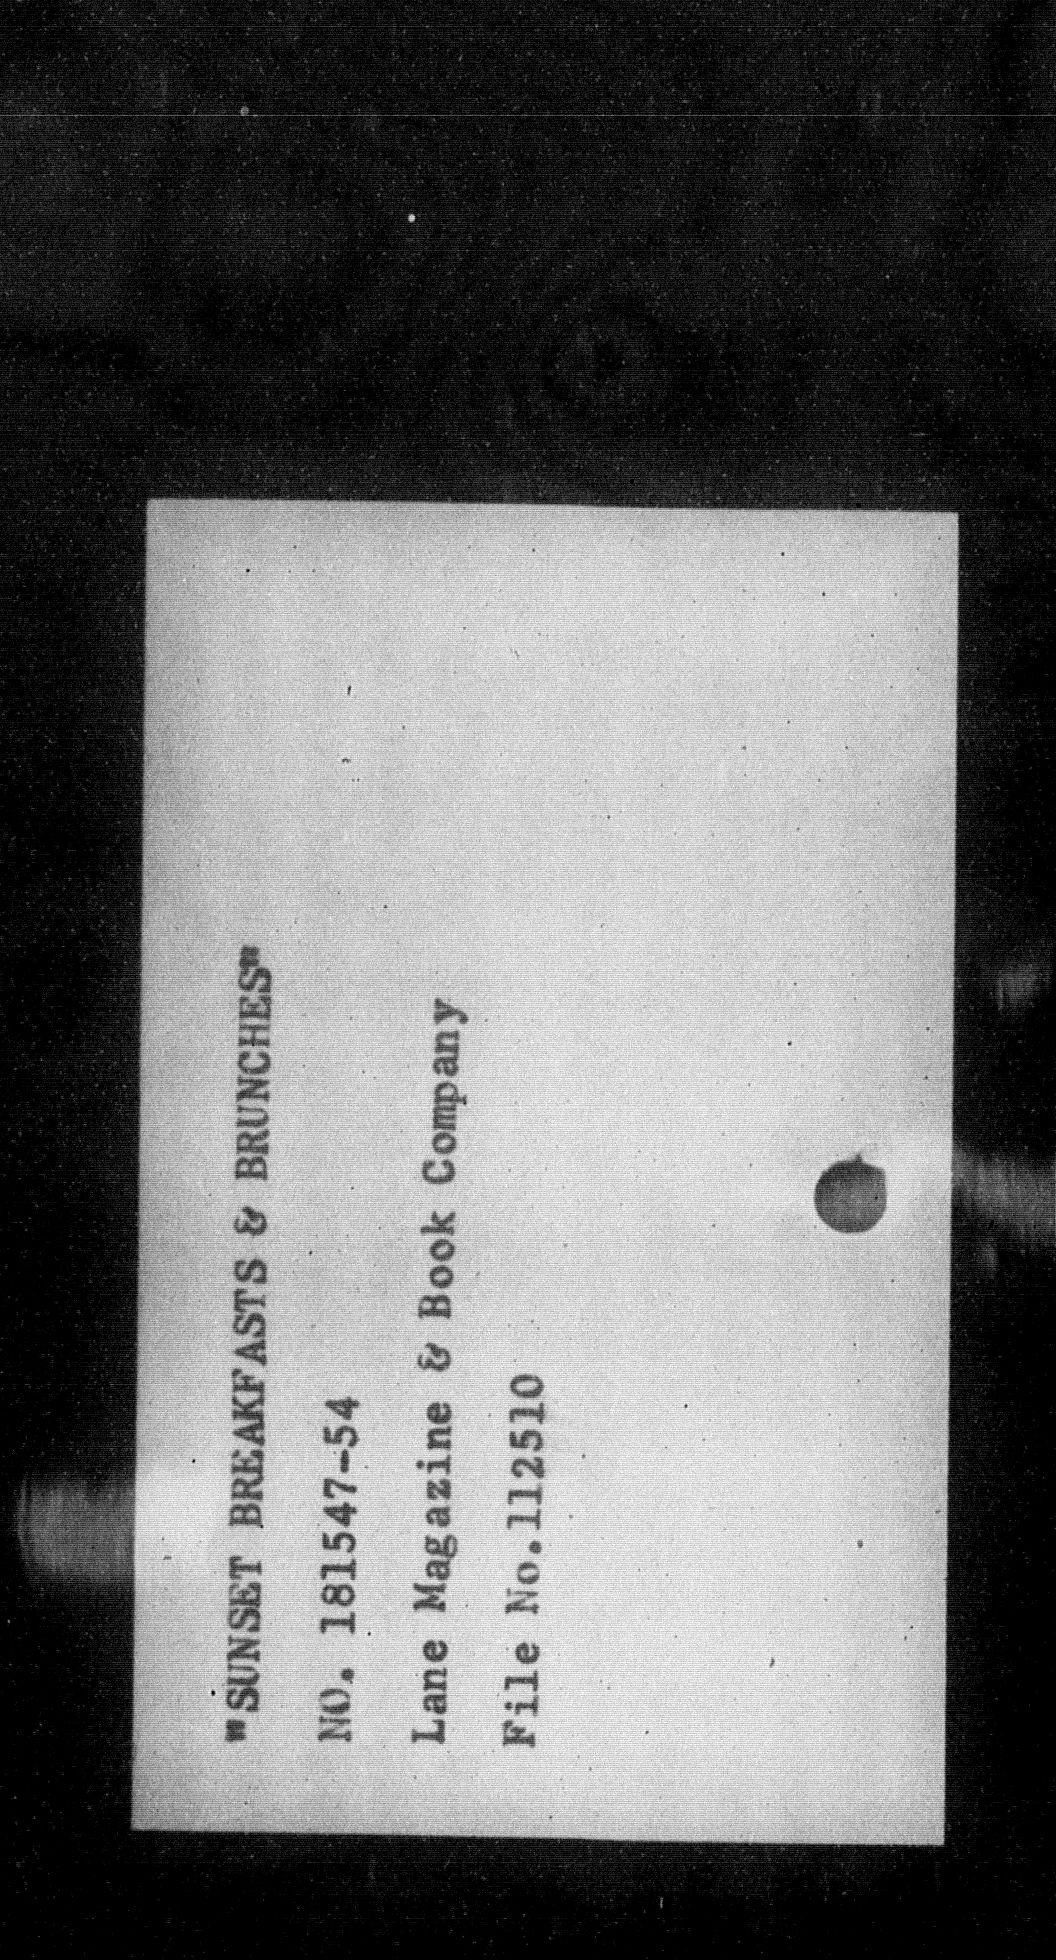 "SUNSET BREAKFASTS & BRUNCHES"
NO. 181547-54
Lane Magazine & Book Company
File No.112510